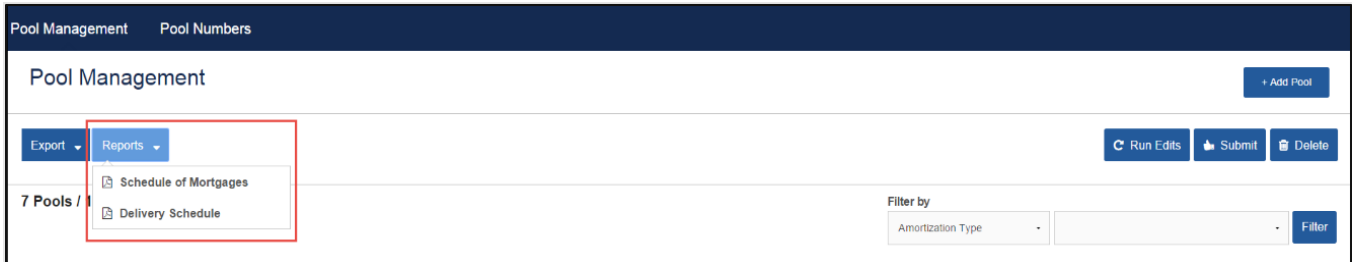 Pool Management Pool Numbers
Pool Management
+ Add Pool
Export Reports Run Edits Submit Delete
Schedule of Mortgages
Delivery Schedule
7 Pools /
Filter by
Amortization Type Filter